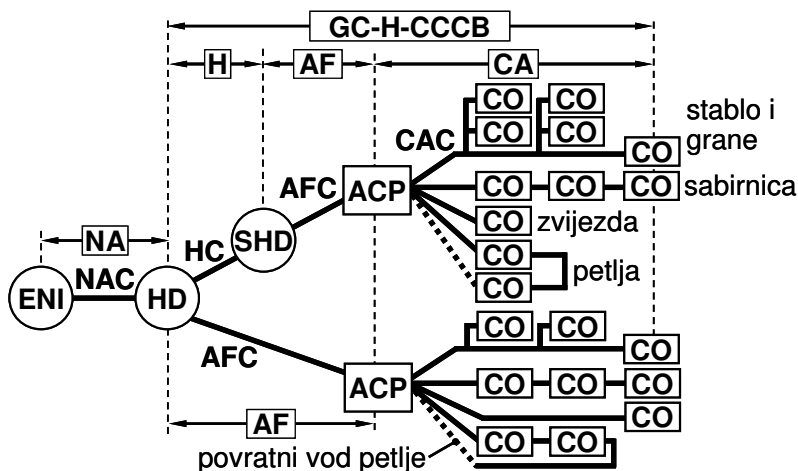 GC-H-CCCB
H AF CA
CO CO
stablo i
grane
CAC CO CO
CO
ACP
AFC
CO CO CO sabirnica
CO zvijezda
NA
HC SHD
CO
petlja
NAC
CO
ENI HD
CO CO
AFC
CO
ACP
CO CO CO
CO
AF
CO CO
povratni vod petlje